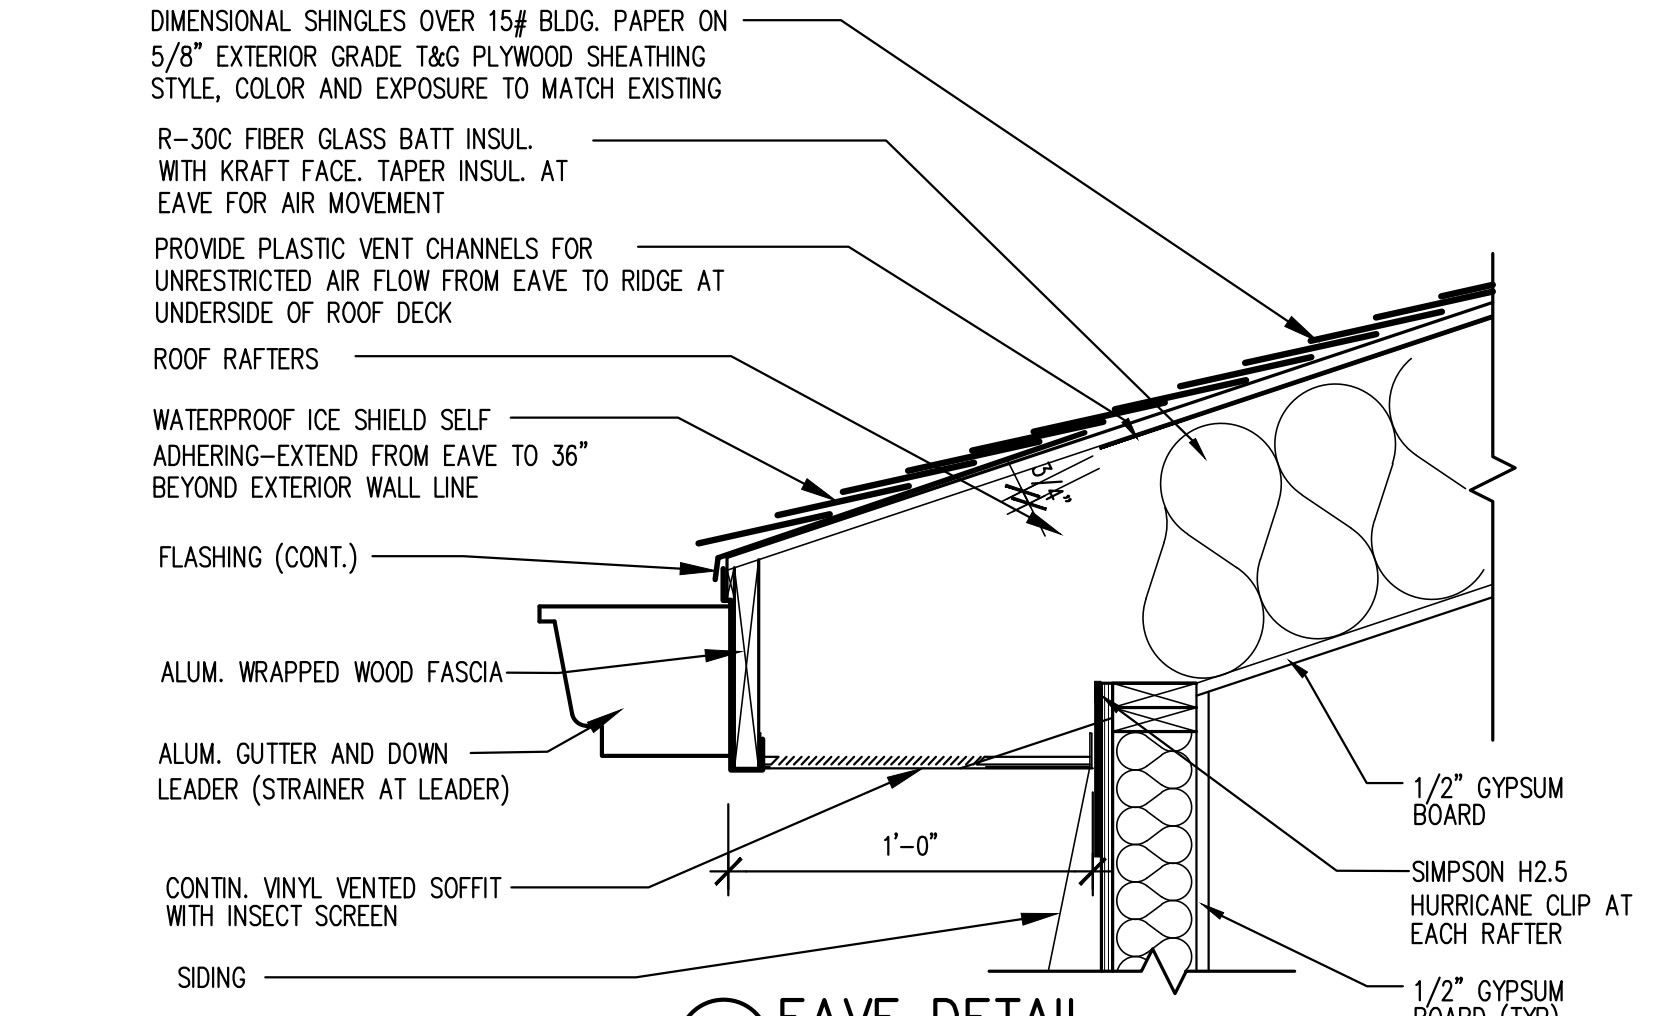 DIMENSIONAL SHINGLES OVER 15# BLDG. PAPER ON
5/8" EXTERIOR GRADE T&G PLYWOOD SHEATHING
STYLE, COLOR AND EXPOSURE TO MATCH EXISTING
R-30C FIBER GLASS BATT INSUL.
WITH KRAFT FACE. TAPER INSUL. AT
EAVE FOR AIR MOVEMENT
PROVIDE PLASTIC VENT CHANNELS FOR
UNRESTRICTED AIR FLOW FROM EAVE TO RIDGE AT
UNDERSIDE OF ROOF DECK
ROOF RAFTERS
WATERPROOF ICE SHIELD SELF
ADHERING-EXTEND FROM EAVE TO 36"
BEYOND EXTERIOR WALL LINE
FLASHING (CONT.)
ALUM. WRAPPED WOOD FASCIA
ALUM. GUTTER AND DOWN
LEADER (STRAINER AT LEADER)
CONTIN. VINYL VENTED SOFFIT
WITH INSECT SCREEN
SIDING
3/4"
1'-0"
1/2" GYPSUM
BOARD
SIMPSON H2.5
HURRICANE CLIP AT
EACH RAFTER
1/2" GYPSUM
BOARD (TYP)
EAVE DETAIL